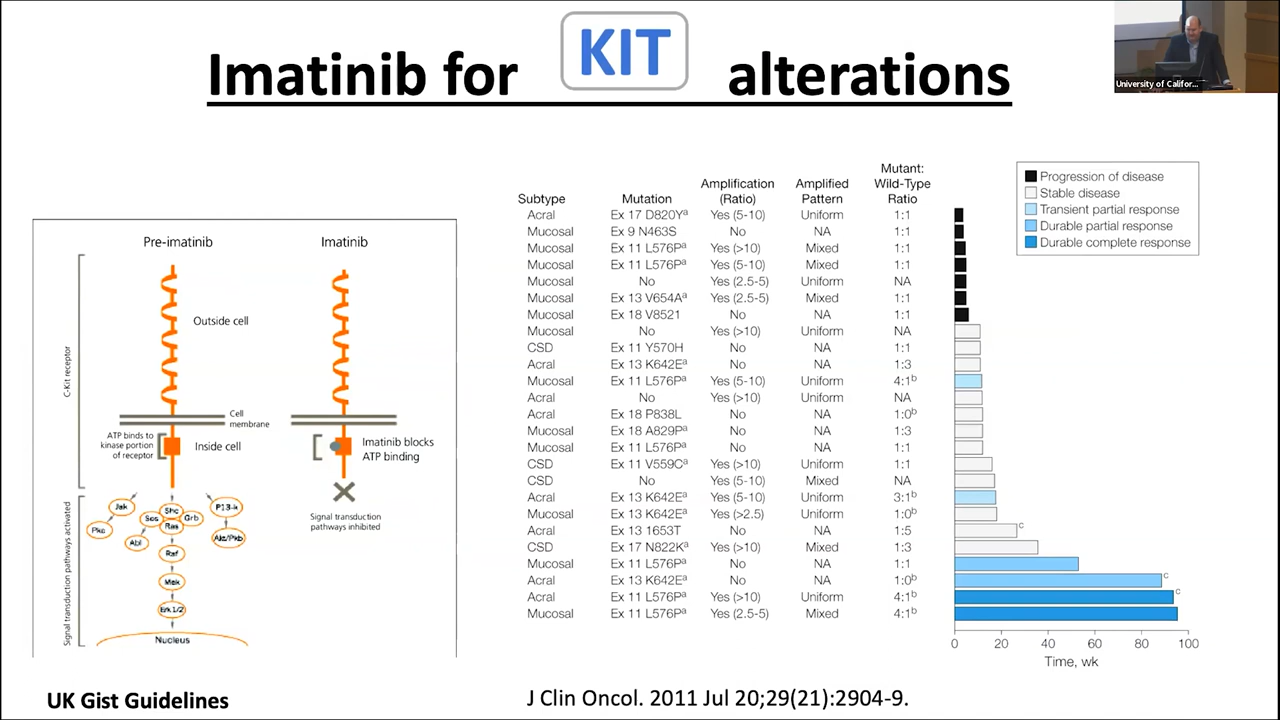 Imatinib for KIT alterations
University of Califor...
Pre-imatinib
Imatinib
C-Kit receptor
Outside cell
Cell
membrane
ATP binds to
kinase portion
of receptor
Inside cell
Imatinib blocks
ATP binding
Signal transduction
pathways inhibited
Signal transduction pathways activated
Jak
Pkc
Abl
Sos
Shc
Grb
Ras
Raf
Mek
Erk 1/2
P13-k
Akt/Pkb
Nucleus
UK Gist Guidelines
Subtype Mutation Amplification (Ratio) Amplified Pattern Mutant: Wild-Type Ratio
Acral Ex 17 D820Yª Yes (5-10) Uniform 1:1
Mucosal Ex 9 N463S No NA 1:1
Mucosal Ex 11 L576Pª Yes (>10) Mixed 1:1
Mucosal Ex 11 L576Pª Yes (5-10) Mixed 1:1
Mucosal No Yes (2.5-5) Uniform NA
Mucosal Ex 13 V654Aª Yes (2.5-5) Mixed 1:1
Mucosal Ex 18 V8521 No NA 1:1
Mucosal No Yes (>10) Uniform NA
CSD Ex 11 Y570H No NA 1:1
Acral Ex 13 K642Eª No NA 1:3
Mucosal Ex 11 L576Pª Yes (5-10) Uniform 4:1ᵇ
Acral No Yes (>10) Uniform NA
Acral Ex 18 P838L No NA 1:0ᵇ
Mucosal Ex 18 A829Pª No NA 1:3
Mucosal Ex 11 L576Pª No NA 1:1
CSD Ex 11 V559Cª Yes (>10) Uniform 1:1
CSD No Yes (5-10) Mixed NA
Acral Ex 13 K642Eª Yes (5-10) Uniform 3:1ᵇ
Mucosal Ex 13 K642Eª Yes (>2.5) Uniform 1:0ᵇ
Acral Ex 13 1653T No NA 1:5 c
CSD Ex 17 N822Kª Yes (>10) Mixed 1:3
Mucosal Ex 11 L576Pª No NA 1:1
Acral Ex 13 K642Eª No NA 1:0ᵇ c
Acral Ex 11 L576Pª Yes (>10) Uniform 4:1ᵇ c
Mucosal Ex 11 L576Pª Yes (2.5-5) Mixed 4:1ᵇ
0 20 40 60 80 100
Time, wk
Progression of disease
Stable disease
Transient partial response
Durable partial response
Durable complete response
J Clin Oncol. 2011 Jul 20;29(21):2904-9.